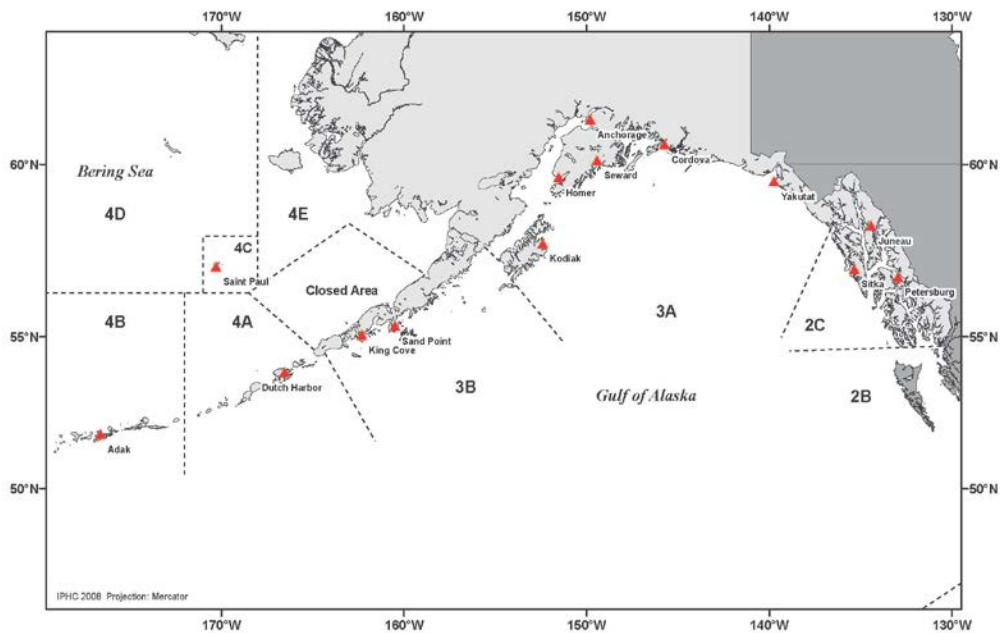 170°W 160°W 150°W 140°W 130°W
Anchorage
Cordova
60°N 60°N
Seward
Bering Sea
Homer
Yakutat
4D 4E
4C
Juneau
Kodiak
Saint Paul
Sitka
Closed Area
Petersburg
4B 4A 3A
2C
55°N 55°N
Sand Point
King Cove
Dutch Harbor
3B Gulf of Alaska 2B
Adak
50°N 50°N
IPHC 2008 Projection: Mercator
170°W 160°W 150°W 140°W 130°W